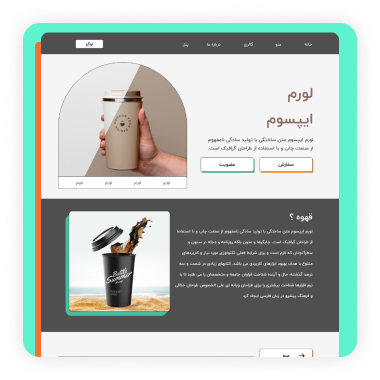 خانه منو گالری درباره ما پنل لوگو
لورم
ایپسوم
لورم ایپسوم متن ساختگی با تولید سادگی نامفهوم
از صنعت چاپ و با استفاده از طراحان گرافیک است.
سفارش عضویت
لورم لورم لورم لورم
قهوه ؟
لورم ایپسوم متن ساختگی با تولید سادگی نامفهوم از صنعت چاپ و با استفاده
از طراحان گرافیک است. چاپگرها و متون بلکه روزنامه و مجله در ستون و
سطرآنچنان که لازم است و برای شرایط فعلی تکنولوژی مورد نیاز و کاربردهای
متنوع با هدف بهبود ابزارهای کاربردی می باشد. کتابهای زیادی در شصت و سه
درصد گذشته، حال و آینده شناخت فراوان جامعه و متخصصان را می طلبد تا با
نرم افزارها شناخت بیشتری را برای طراحان رایانه ای علی الخصوص طراحان خلاقی
و فرهنگ پیشرو در زبان فارسی ایجاد کرد
Summer
منو